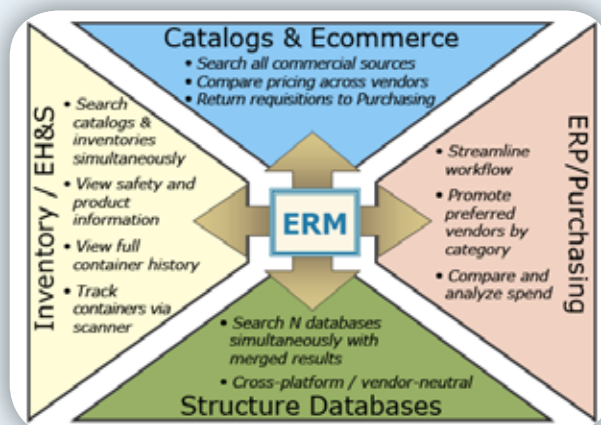 Catalogs & Ecommerce
• Search all commercial sources
• Compare pricing across vendors
• Return requisitions to Purchasing
Inventory / EH&S
• Search
catalogs &
inventories
simultaneously
• View safety and
product
information
• View full
container history
• Track
containers via
scanner
ERM
ERP/Purchasing
• Streamline
workflow
• Promote
preferred
vendors by
category
• Compare and
analyze spend
• Search N databases
simultaneously with
merged results
• Cross-platform / vendor-neutral
Structure Databases